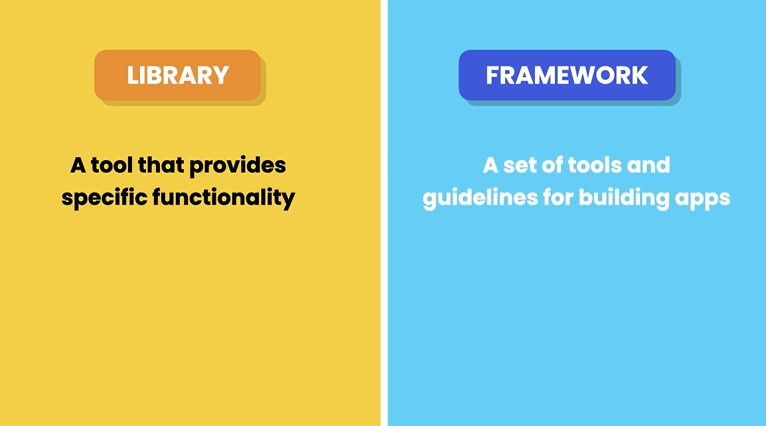 LIBRARY
A tool that provides
specific functionality
FRAMEWORK
A set of tools and
guidelines for building apps